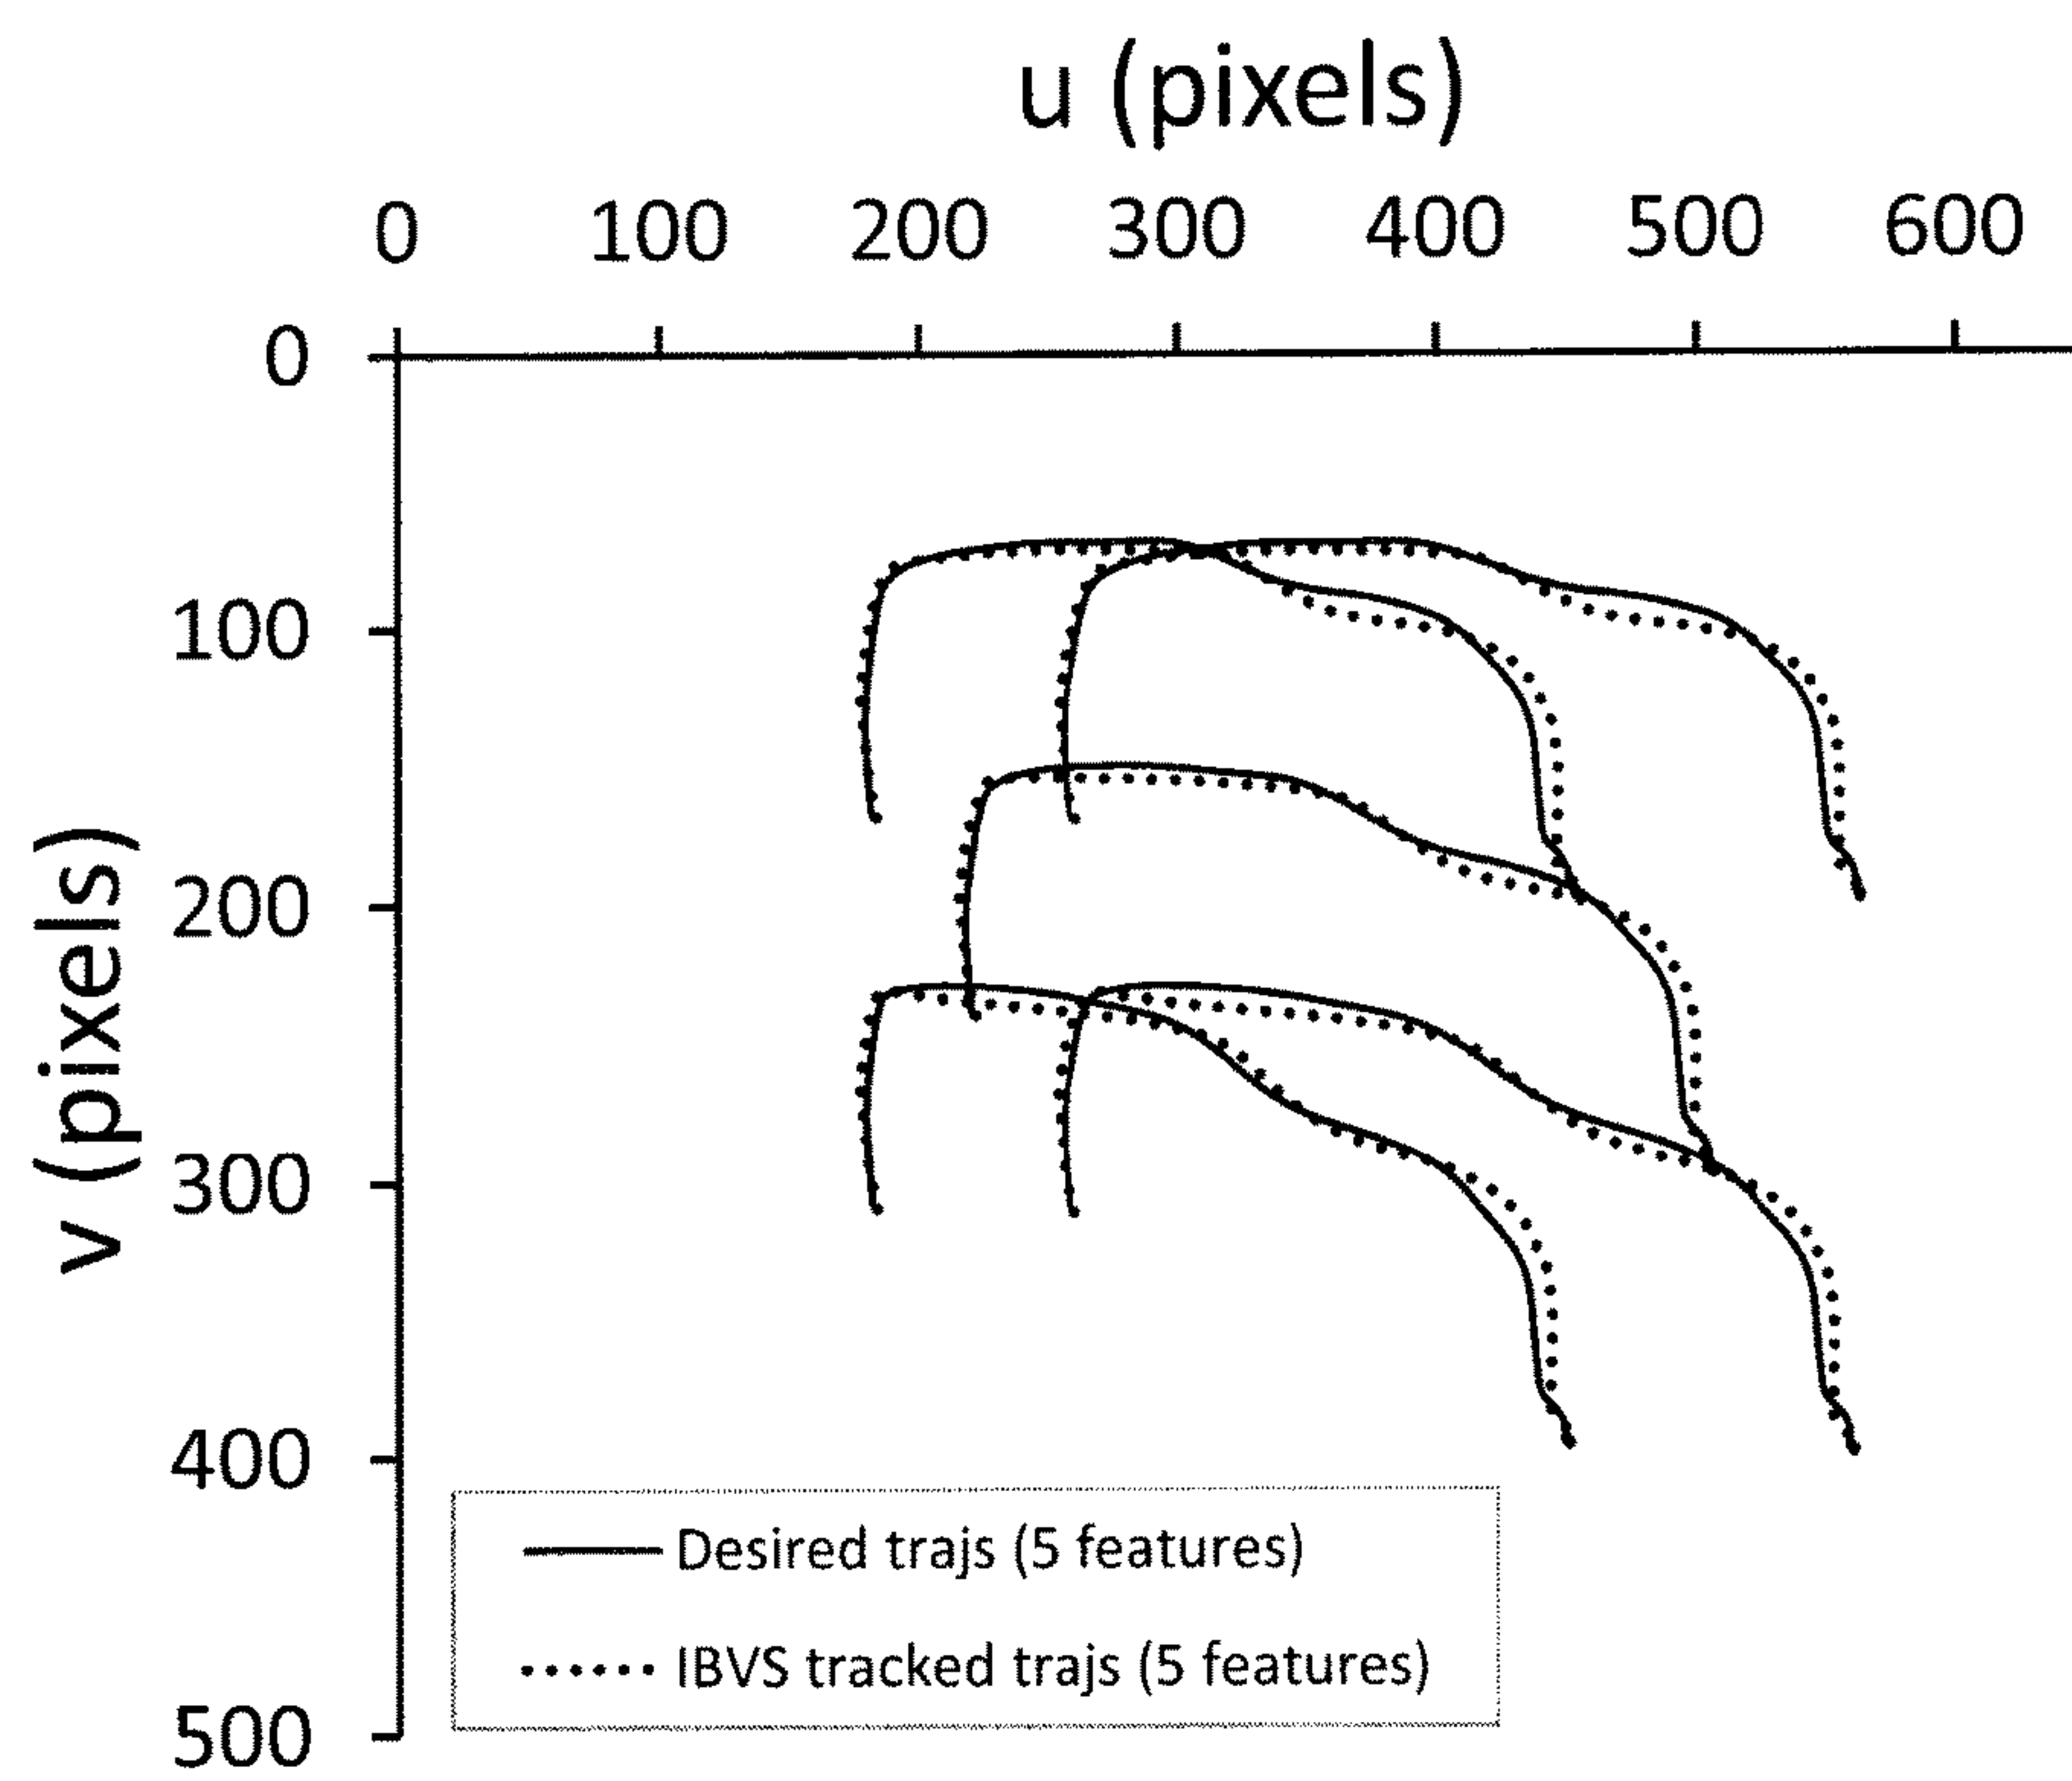 u (pixels)
0 100 200 300 400 500 600
0
100
200
300
400
500
v (pixels)
Desired trajs (5 features)
IBVS tracked trajs (5 features)